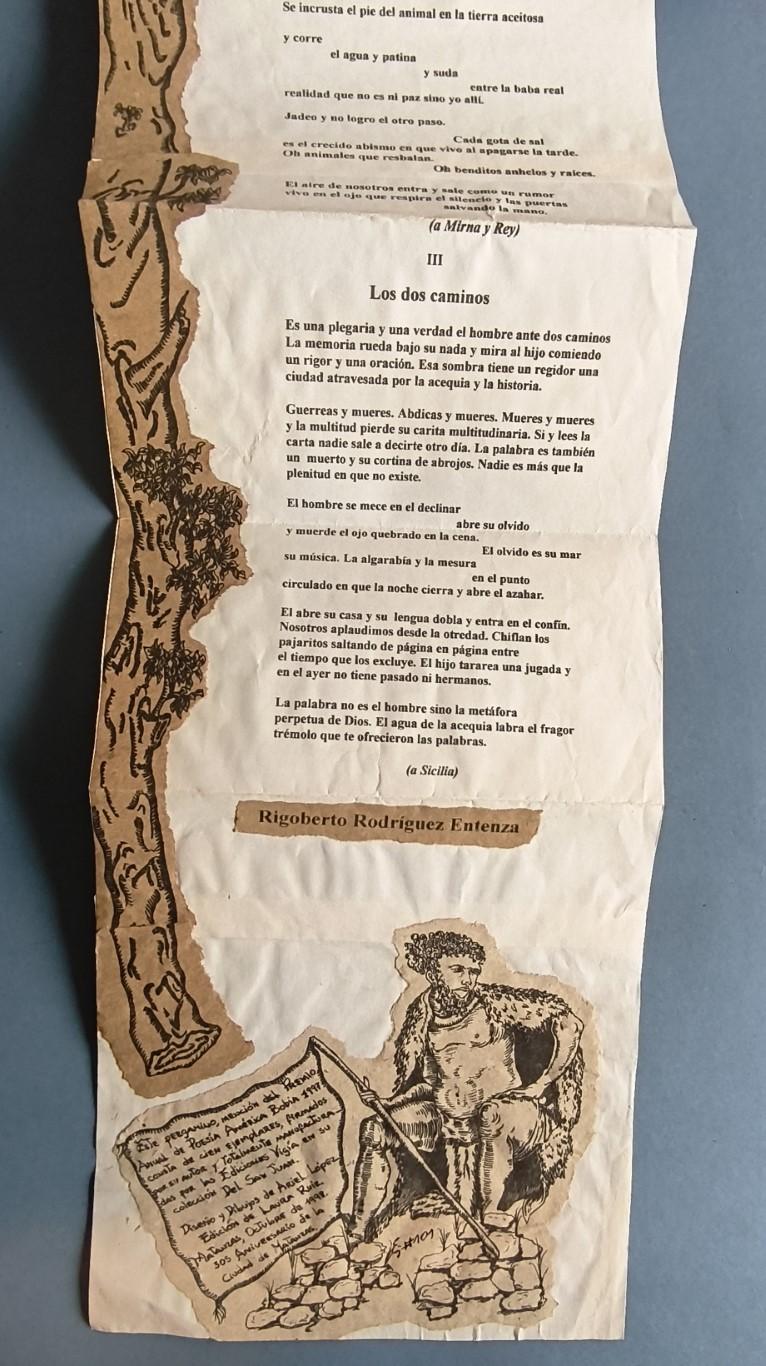 Se incrusta el pie del animal en la tierra aceitosa
y corre
el agua y patina
y suda
entre la baba real
realidad que no es ni paz sino yo allí.
Jadeo y no logro el otro paso.
Cada gota de sal
es el crecido abismo en que vivo al apagarse la tarde.
Oh animales que resbalan.
Oh benditos anhelos y raíces.
El aire de nosotros entra y sale como un rumor
vivo en el ojo que respira el silencio y las puertas
salvando la mano.
(a Mirna y Rey)
III
Los dos caminos
Es una plegaria y una verdad el hombre ante dos caminos
La memoria rueda bajo su nada y mira al hijo comiendo
un rigor y una oración. Esa sombra tiene un regidor una
ciudad atravesada por la acequia y la historia.
Guerreas y mueres. Abdicas y mueres. Mueres y mueres
y la multitud pierde su carita multitudinaria. Si y lees la
carta nadie sale a decirte otro día. La palabra es también
un muerto y su cortina de abrojos. Nadie es más que la
plenitud en que no existe.
El hombre se mece en el declinar
abre su olvido
y muerde el ojo quebrado en la cena.
El olvido es su mar
su música. La algarabía y la mesura
en el punto
circulado en que la noche cierra y abre el azahar.
El abre su casa y su lengua dobla y entra en el confín.
Nosotros aplaudimos desde la otredad. Chiflan los
pajaritos saltando de página en página entre
el tiempo que los excluye. El hijo tararea una jugada y
en el ayer no tiene pasado ni hermanos.
La palabra no es el hombre sino la metáfora
perpetua de Dios. El agua de la acequia labra el fragor
trémolo que te ofrecieron las palabras.
(a Sicilia)
Rigoberto Rodríguez Entenza
Este pergamino, mención del Premio
Anual de Poesía América Bobia 1997
consta de cien ejemplares, firmados
por su autor y totalmente manufactura-
das por las Ediciones Vigía en su
colección Del San Juan.
Diseño y Dibujos de Ariel López
Edición de Laura Ruiz
Matanzas, Octubre de 1998.
305 Aniversario de la
Ciudad de Matanzas